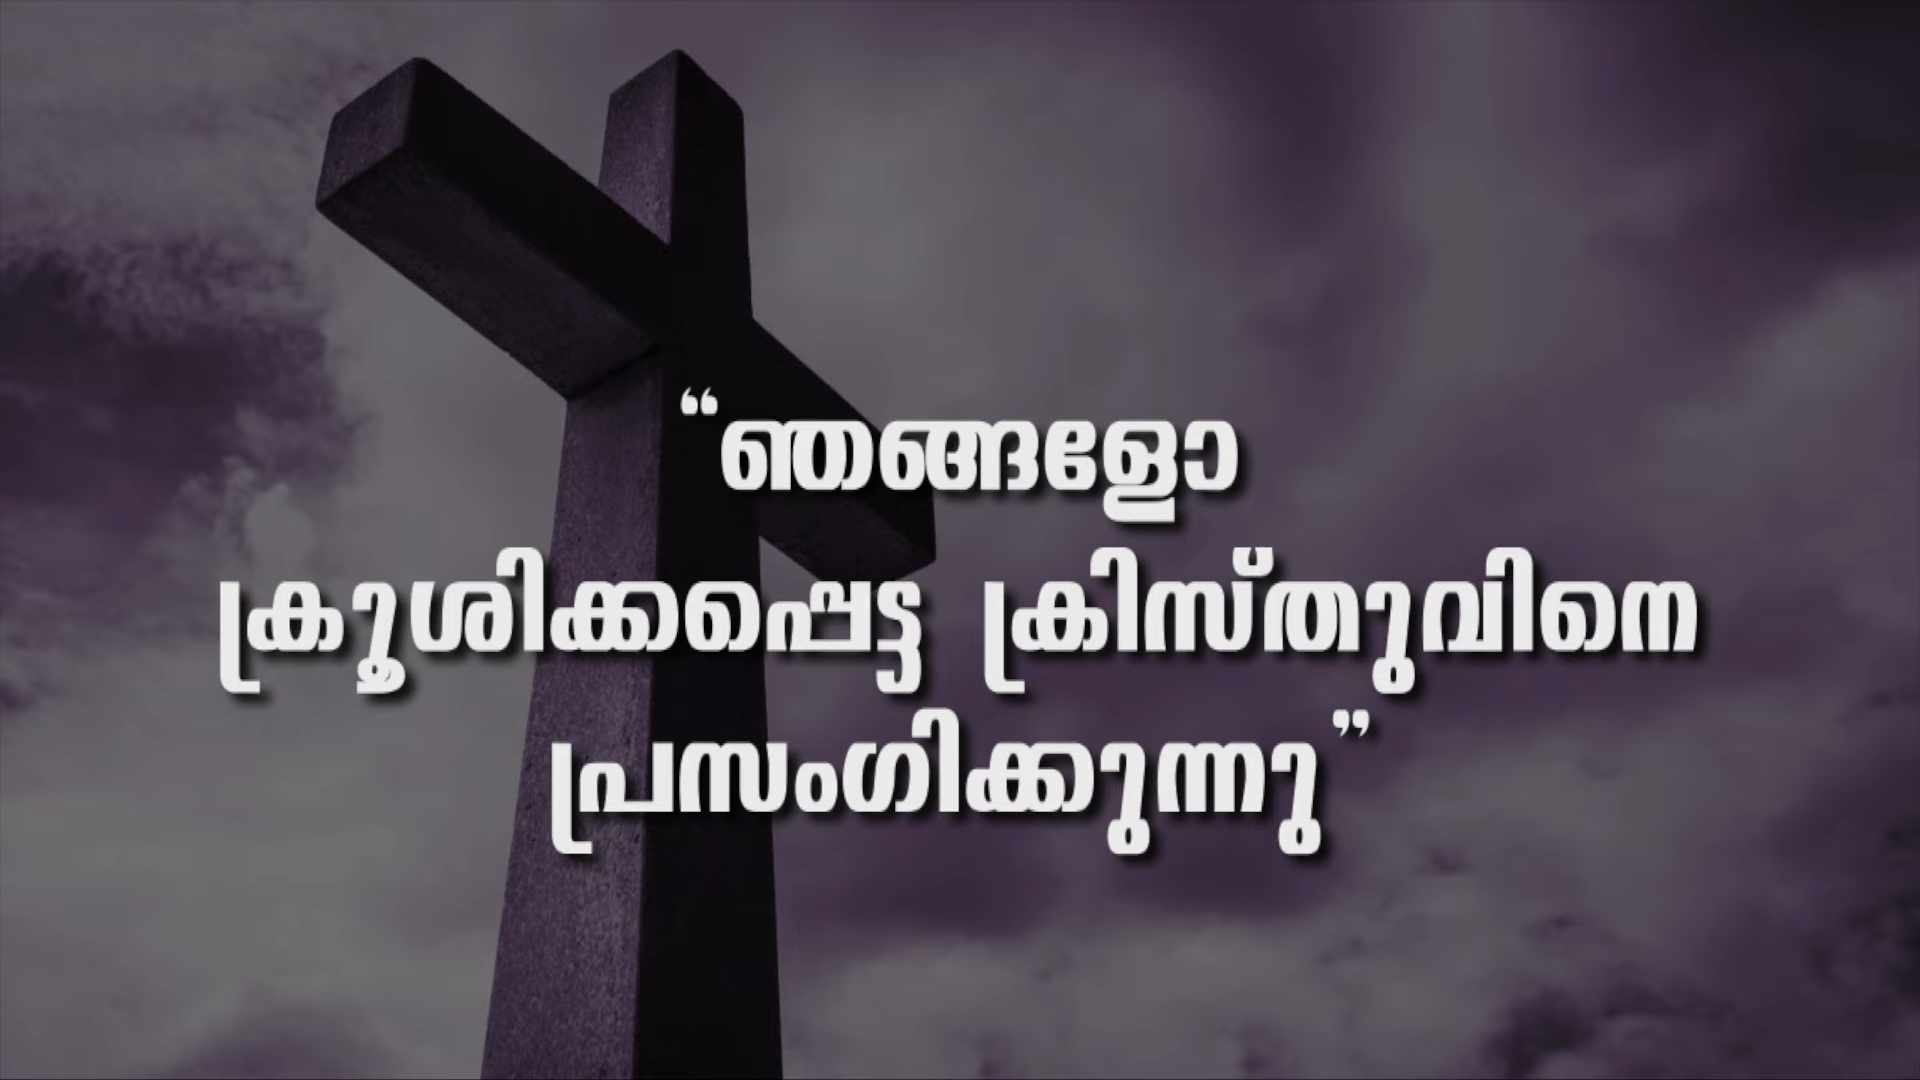 “ഞങ്ങളോ
ക്രൂശിക്കപ്പെട്ട ക്രിസ്തുവിനെ
പ്രസംഗിക്കുന്നു”